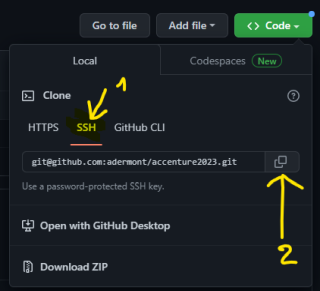 Go to file Add file Code
Local Codespaces New
1
Clone
HTTPS SSH GitHub CLI
git@github.com:adermont/accenture2023.git
Use a password-protected SSH key.
2
Open with GitHub Desktop
Download ZIP